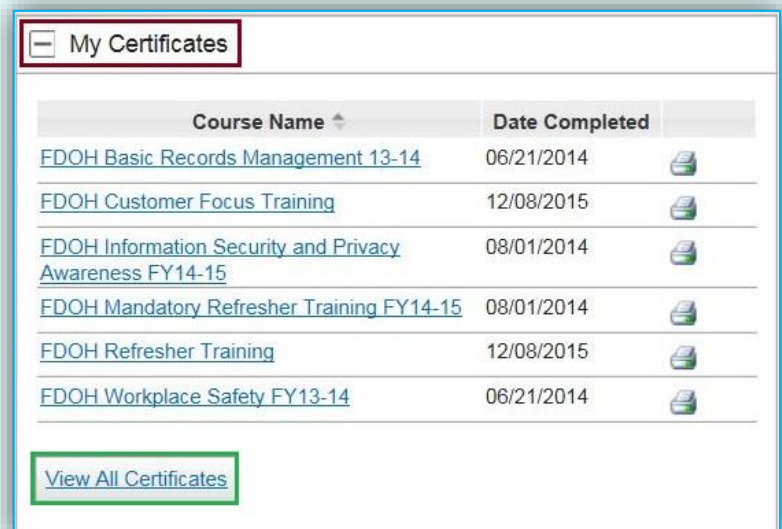 My Certificates
Course Name Date Completed
FDOH Basic Records Management 13-14 06/21/2014
FDOH Customer Focus Training 12/08/2015
FDOH Information Security and Privacy 08/01/2014
Awareness FY14-15
FDOH Mandatory Refresher Training FY14-15 08/01/2014
FDOH Refresher Training 12/08/2015
FDOH Workplace Safety FY13-14 06/21/2014
View All Certificates